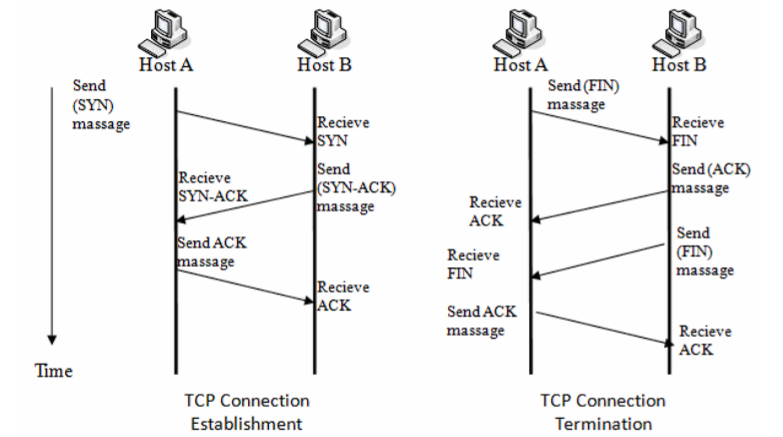 Host A
Host B
Send
(SYN)
massage
Recieve
SYN
Send
(SYN-ACK)
massage
Recieve
SYN-ACK
Send ACK
massage
Recieve
ACK
Time
TCP Connection
Establishment
Host A
Host B
Send (FIN)
massage
Recieve
FIN
Send (ACK)
massage
Recieve
ACK
Send
(FIN)
massage
Recieve
FIN
Send ACK
massage
Recieve
ACK
TCP Connection
Termination